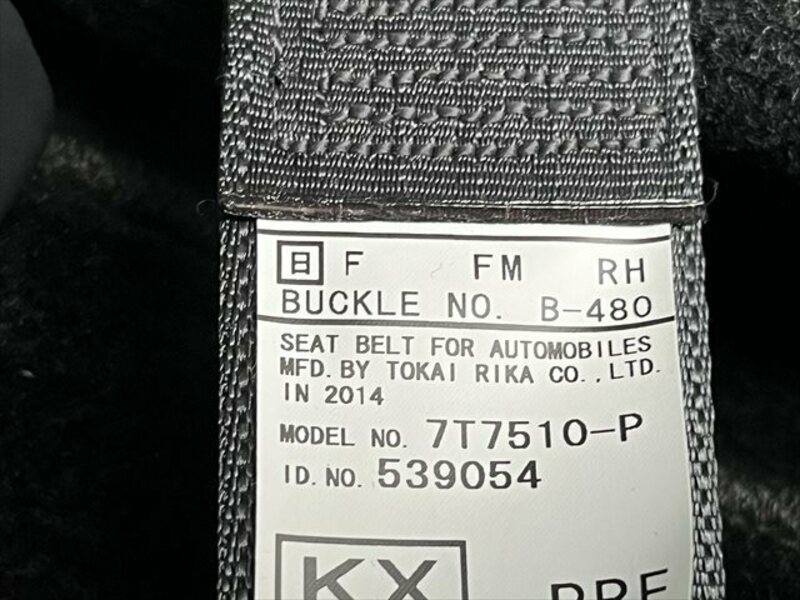 日 F FM RH
BUCKLE NO. B-480
SEAT BELT FOR AUTOMOBILES
MFD. BY TOKAI RIKA CO., LTD.
IN 2014
MODEL NO. 7T7510-P
ID. NO. 539054
KX